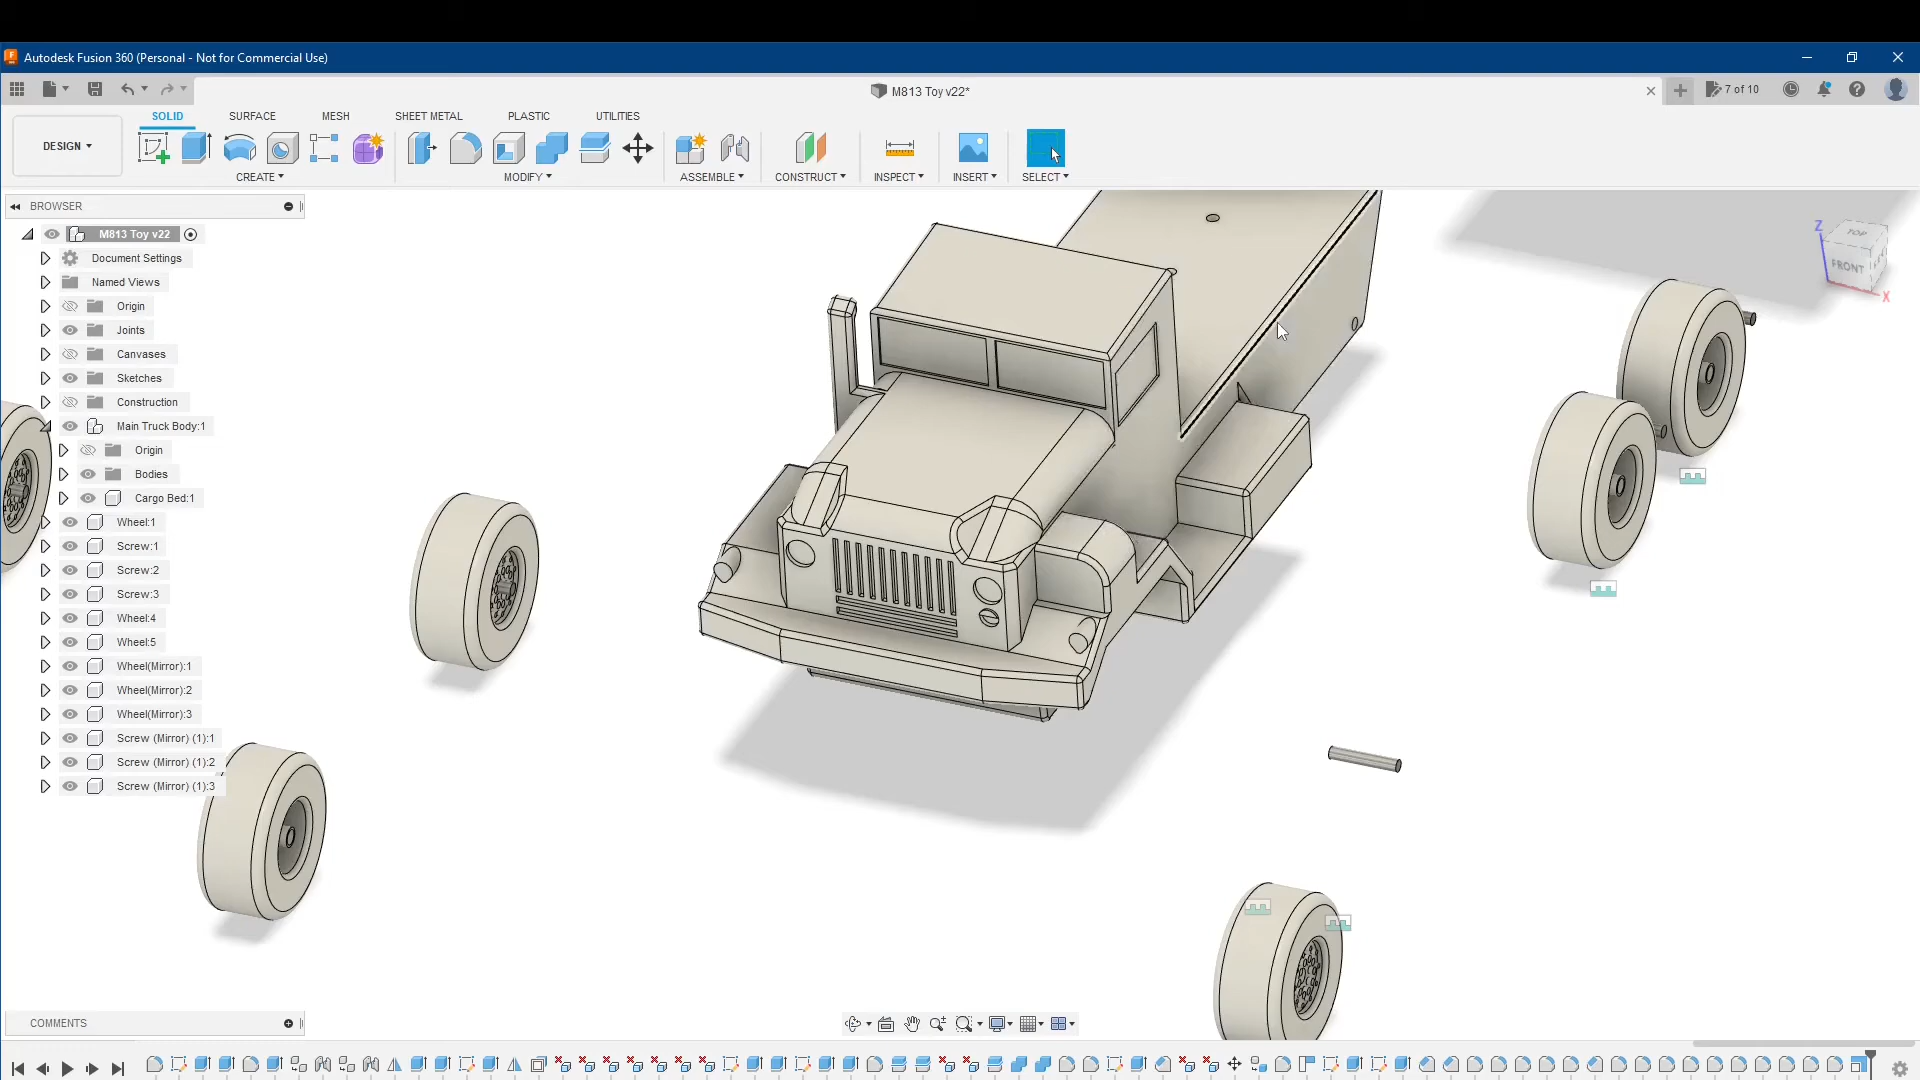 Autodesk Fusion 360 (Personal - Not for Commercial Use)
M813 Toy v22*
7 of 10
SOLID SURFACE MESH SHEET METAL PLASTIC UTILITIES
DESIGN
CREATE MODIFY ASSEMBLE CONSTRUCT INSPECT INSERT SELECT
BROWSER
M813 Toy v22
Document Settings
Named Views
Origin
Joints
Canvases
Sketches
Construction
Main Truck Body:1
Origin
Bodies
Cargo Bed:1
Wheel:1
Screw:1
Screw:2
Screw:3
Wheel:4
Wheel:5
Wheel(Mirror):1
Wheel(Mirror):2
Wheel(Mirror):3
Screw (Mirror) (1):1
Screw (Mirror) (1):2
Screw (Mirror) (1):3
Z
TOP
FRONT
X
COMMENTS